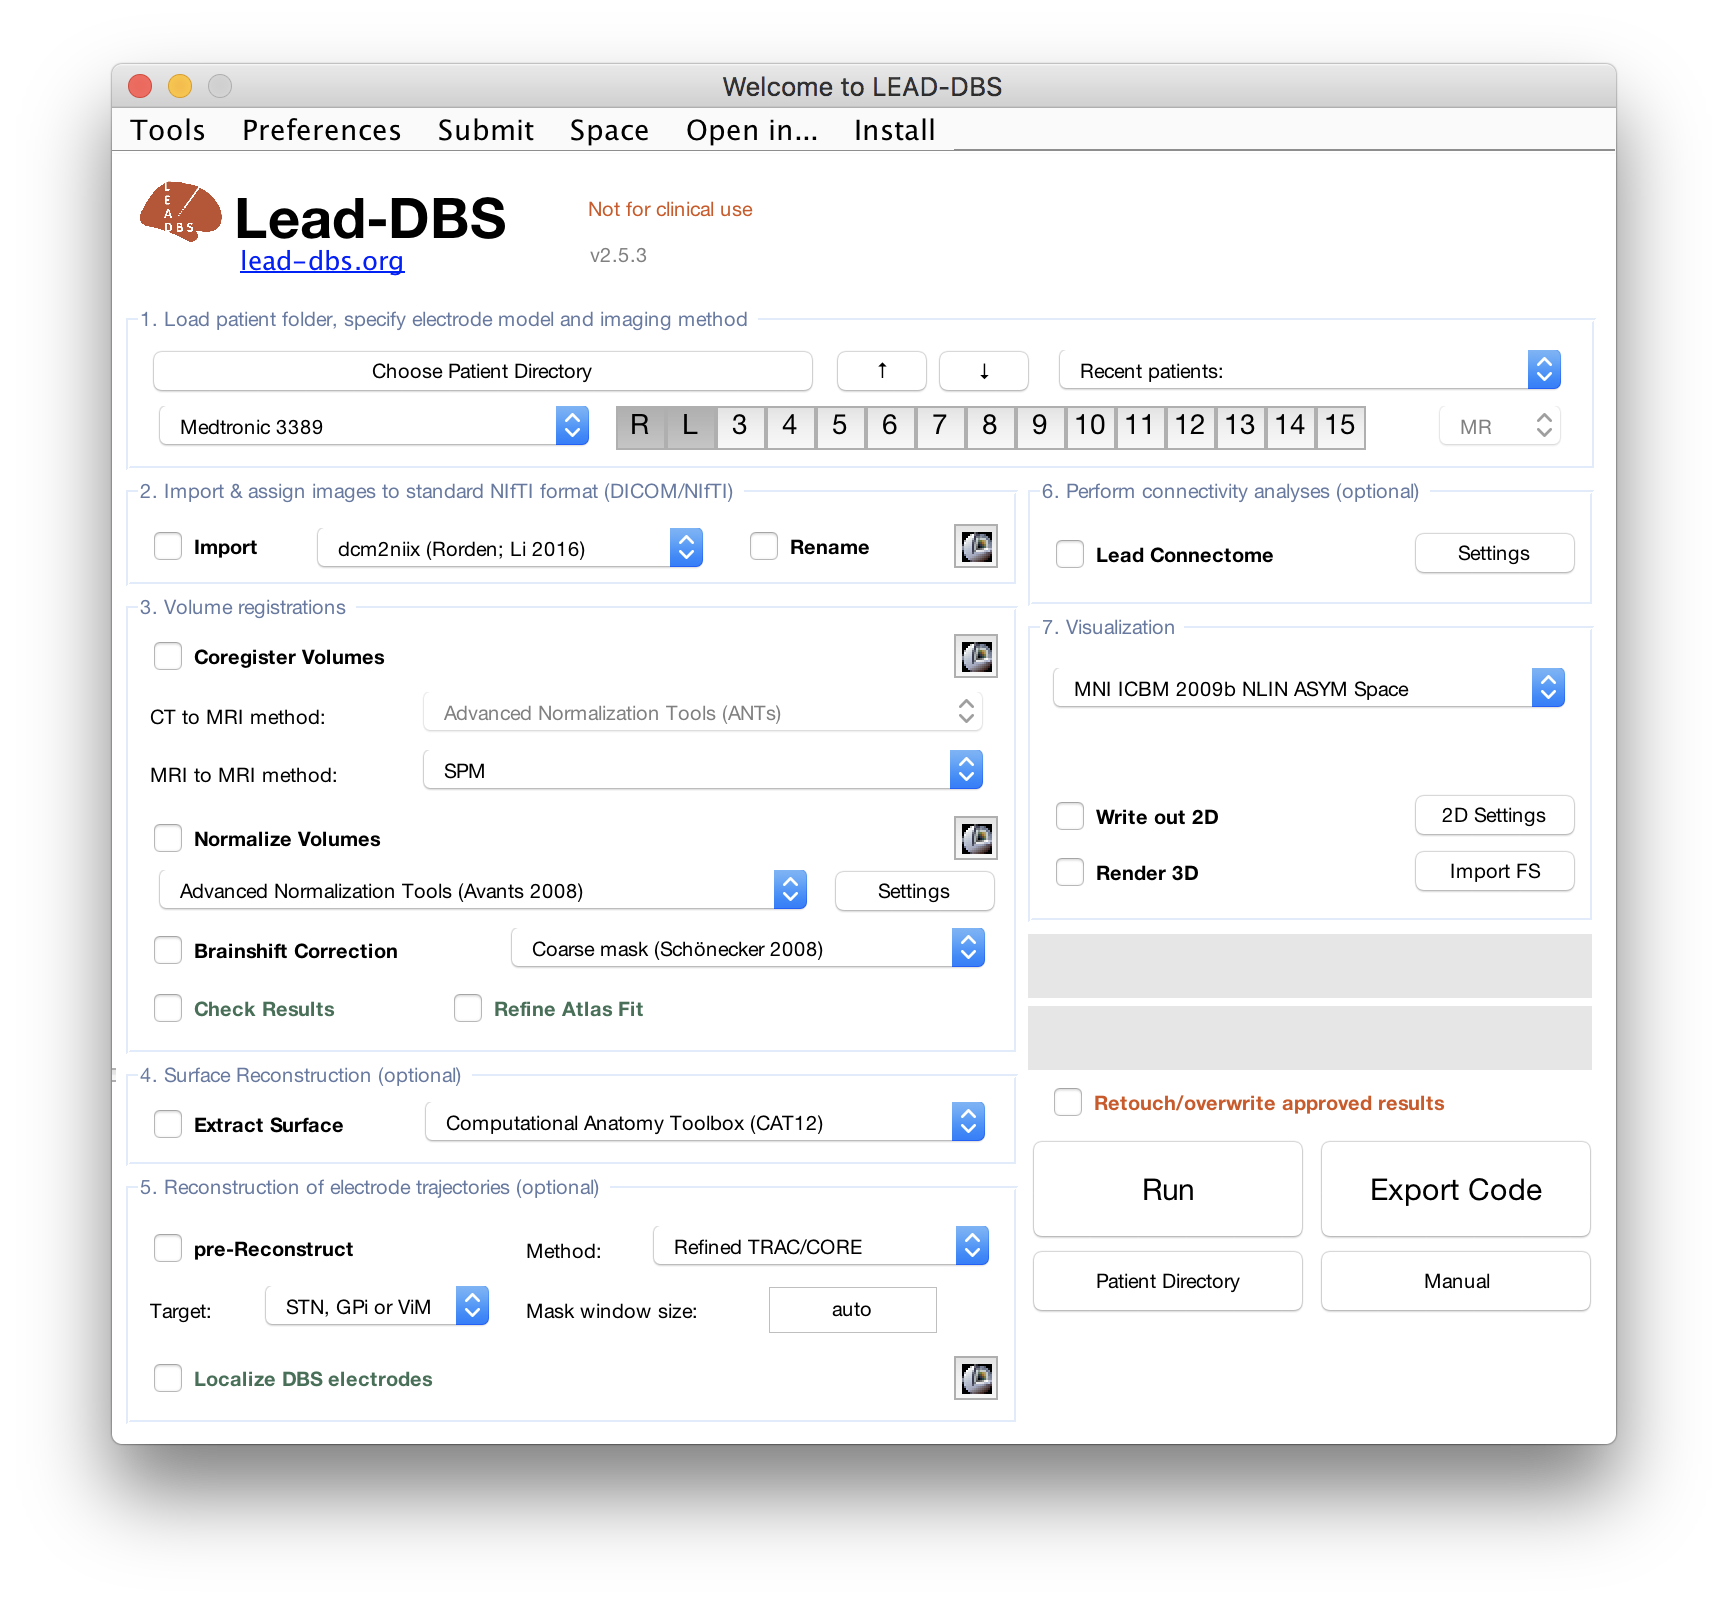 Welcome to LEAD-DBS
Tools Preferences Submit Space Open in... Install
L
E
A
DBS
Lead-DBS
lead-dbs.org
Not for clinical use
v2.5.3
1. Load patient folder, specify electrode model and imaging method
Choose Patient Directory ↑ ↓ Recent patients:
Medtronic 3389 R L 3 4 5 6 7 8 9 10 11 12 13 14 15 MR
2. Import & assign images to standard NIfTI format (DICOM/NIfTI)
Import dcm2niix (Rorden; Li 2016) Rename
3. Volume registrations
Coregister Volumes
CT to MRI method: Advanced Normalization Tools (ANTs)
MRI to MRI method: SPM
Normalize Volumes
Advanced Normalization Tools (Avants 2008) Settings
Brainshift Correction Coarse mask (Schönecker 2008)
Check Results Refine Atlas Fit
4. Surface Reconstruction (optional)
Extract Surface Computational Anatomy Toolbox (CAT12)
5. Reconstruction of electrode trajectories (optional)
pre-Reconstruct Method: Refined TRAC/CORE
Target: STN, GPi or ViM Mask window size: auto
Localize DBS electrodes
6. Perform connectivity analyses (optional)
Lead Connectome Settings
7. Visualization
MNI ICBM 2009b NLIN ASYM Space
Write out 2D 2D Settings
Render 3D Import FS
Retouch/overwrite approved results
Run Export Code
Patient Directory Manual